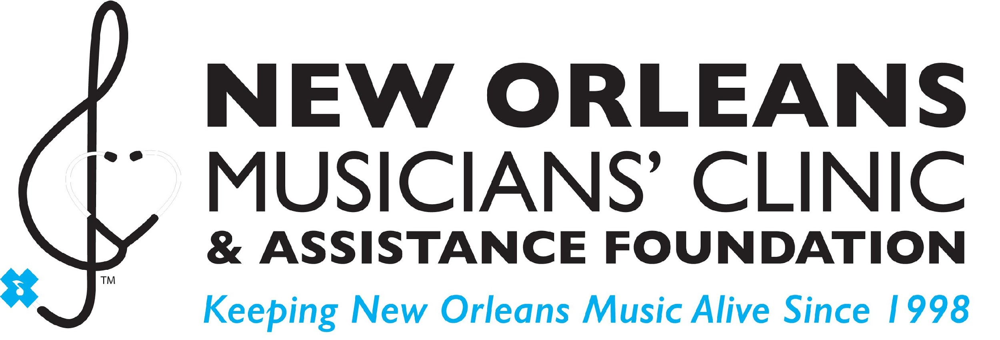 NEW ORLEANS
MUSICIANS’ CLINIC
& ASSISTANCE FOUNDATION
TM
Keeping New Orleans Music Alive Since 1998